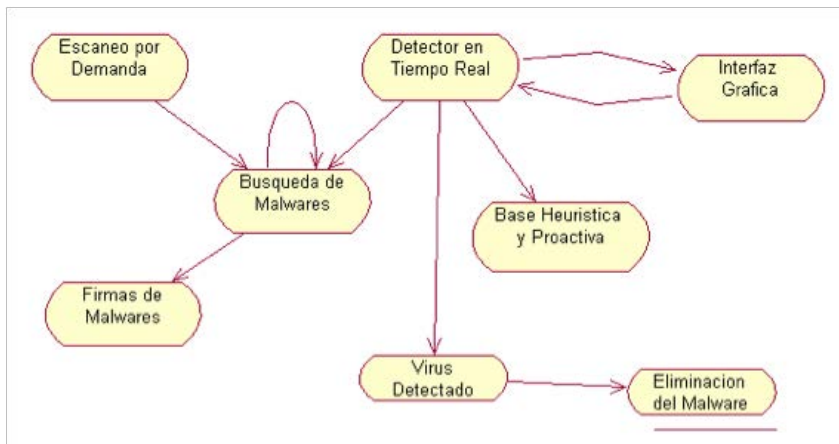 Escaneo por
Demanda
Detector en
Tiempo Real
Interfaz
Grafica
Busqueda de
Malwares
Base Heuristica
y Proactiva
Firmas de
Malwares
Virus
Detectado
Eliminacion
del Malware